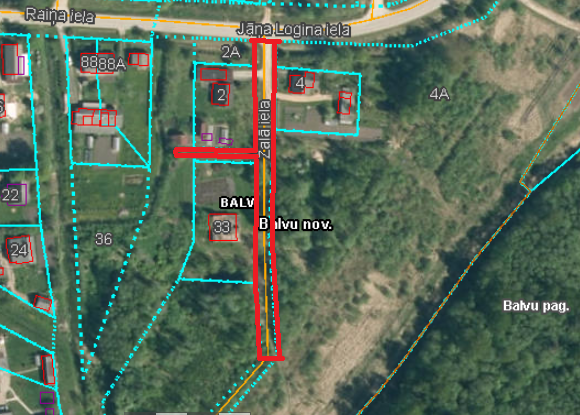 Raiņa iela
Jāņa Logina iela
88
88A
2A
2
4
4A
Zaļā iela
22
BALV
33
Balvu nov.
36
24
Balvu pag.